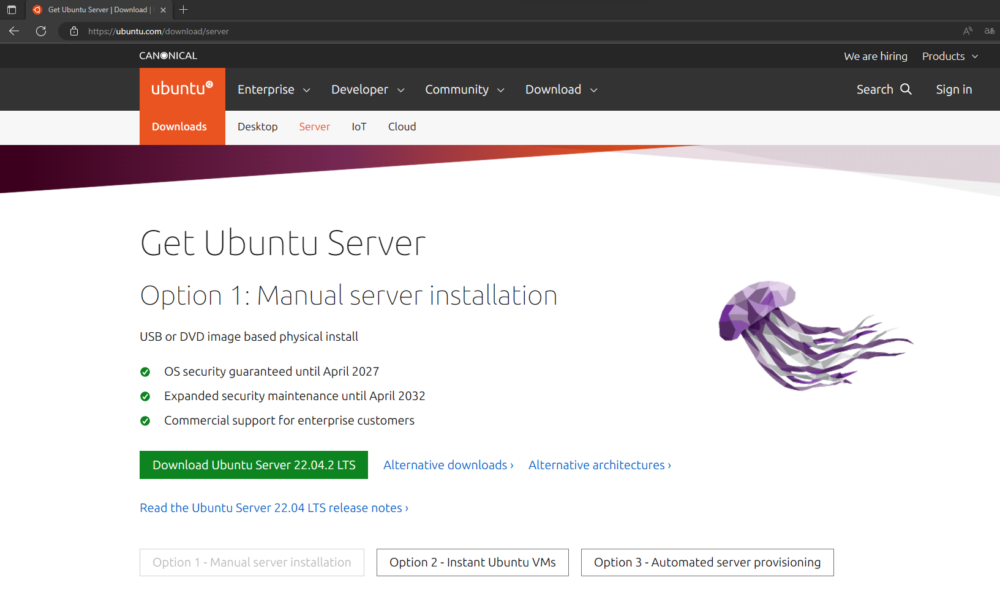 Get Ubuntu Server | Download |
https://ubuntu.com/download/server
CANONICAL
We are hiring Products
ubuntu
Enterprise Developer Community Download Search Sign in
Downloads Desktop Server IoT Cloud
Get Ubuntu Server
Option 1: Manual server installation
USB or DVD image based physical install
OS security guaranteed until April 2027
Expanded security maintenance until April 2032
Commercial support for enterprise customers
Download Ubuntu Server 22.04.2 LTS Alternative downloads › Alternative architectures ›
Read the Ubuntu Server 22.04 LTS release notes ›
Option 1 - Manual server installation Option 2 - Instant Ubuntu VMs Option 3 - Automated server provisioning